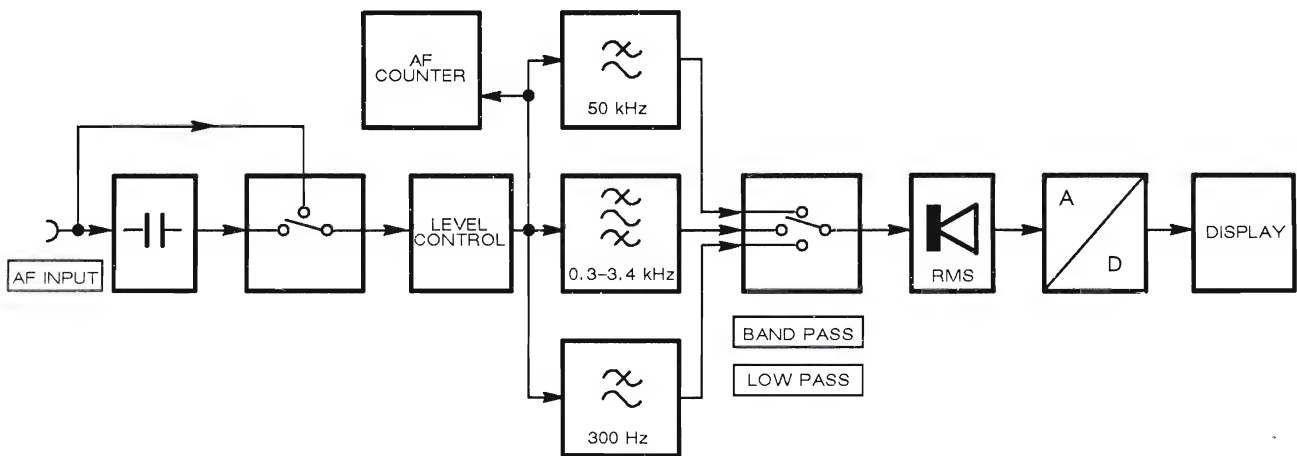 AF
COUNTER
50 kHz
AF INPUT
LEVEL
CONTROL
0.3–3.4 kHz
300 Hz
BAND PASS
LOW PASS
RMS
A
D
DISPLAY